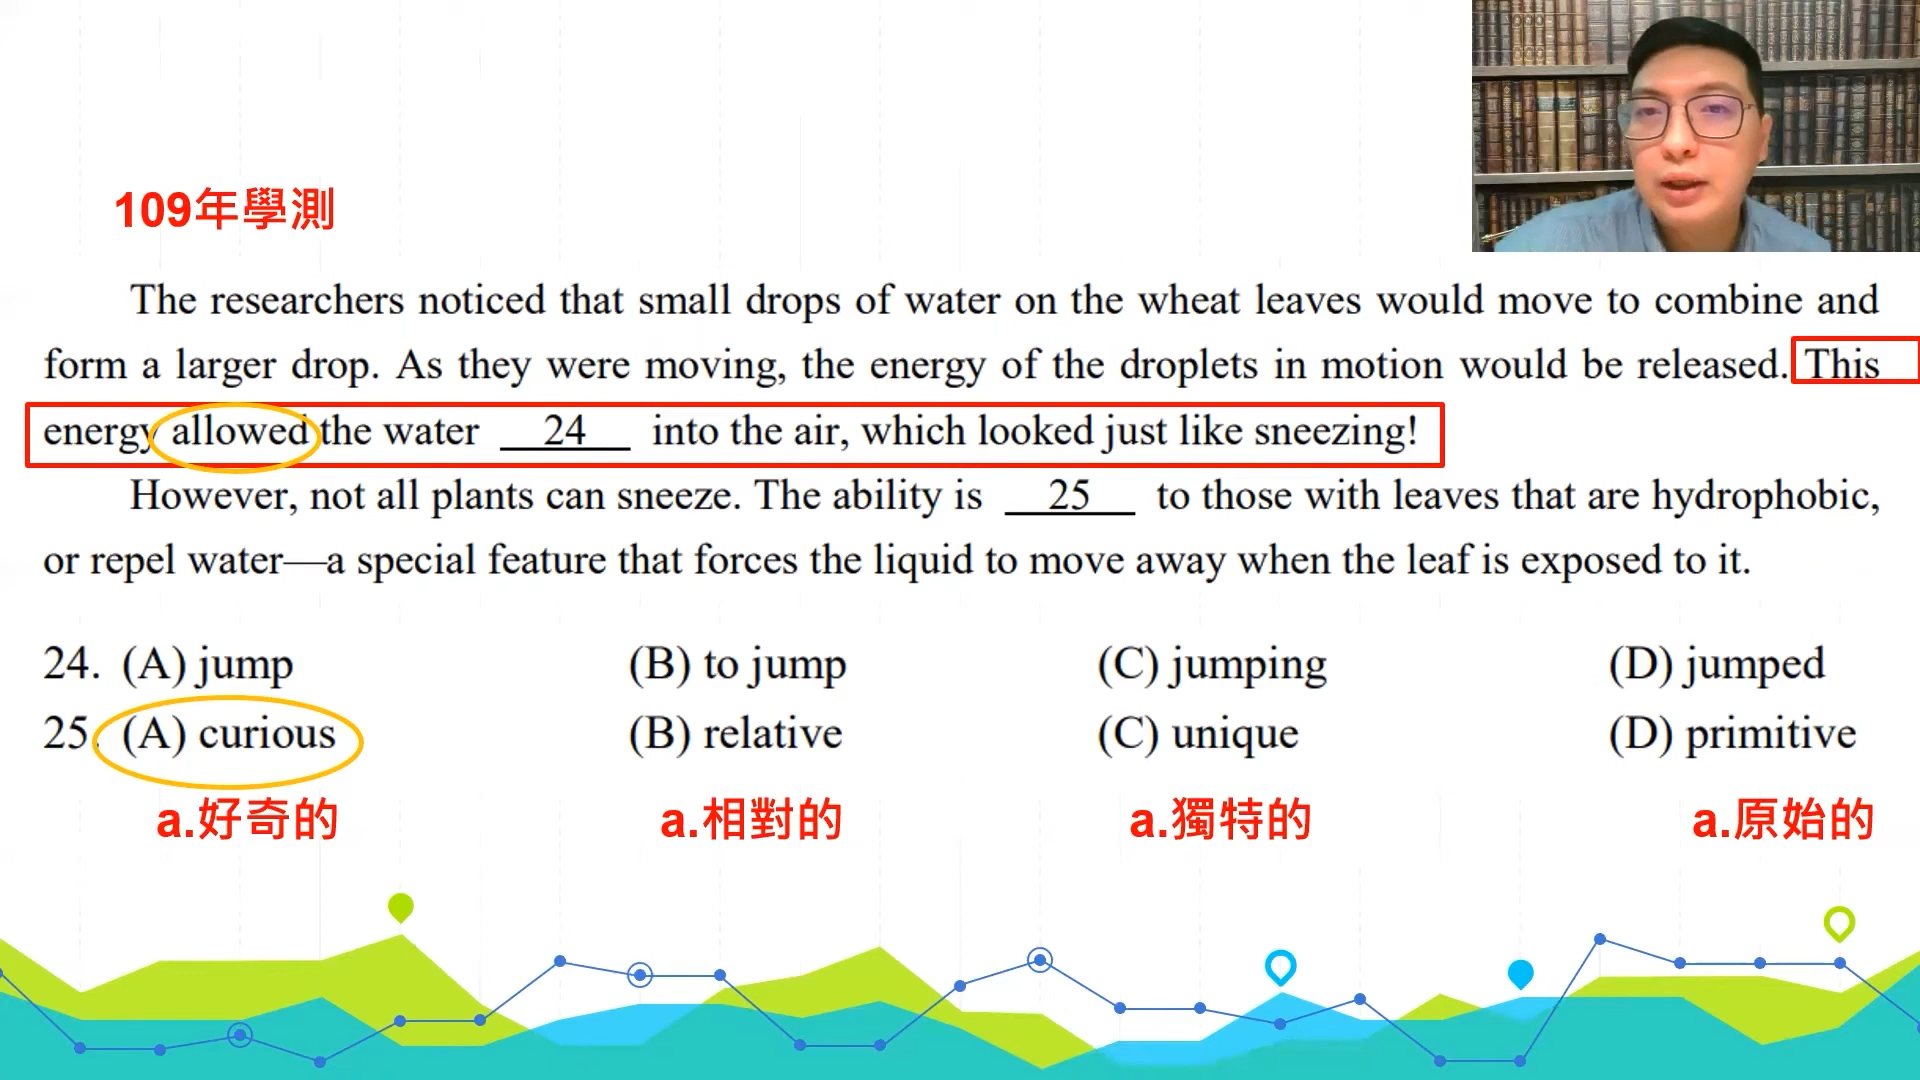 109年學測
The researchers noticed that small drops of water on the wheat leaves would move to combine and
form a larger drop. As they were moving, the energy of the droplets in motion would be released. This
energy allowed the water 24 into the air, which looked just like sneezing!
However, not all plants can sneeze. The ability is 25 to those with leaves that are hydrophobic,
or repel water—a special feature that forces the liquid to move away when the leaf is exposed to it.
24. (A) jump (B) to jump (C) jumping (D) jumped
25. (A) curious (B) relative (C) unique (D) primitive
a.好奇的 a.相對的 a.獨特的 a.原始的